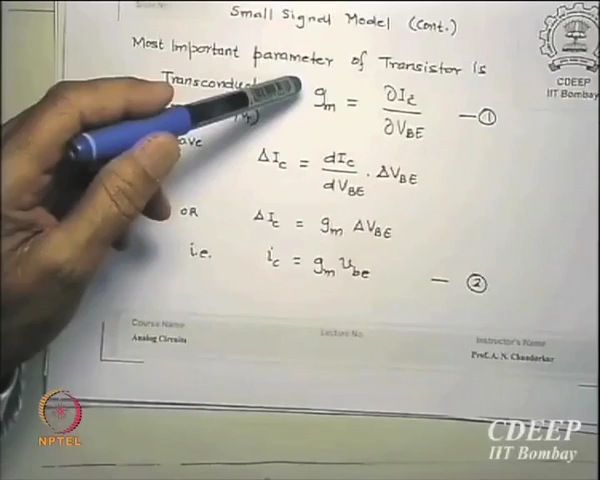 Small Signal Model (Cont.)
Most Important parameter of Transistor is
Transconduct
gm = ∂Ic / ∂VBE — ①
ave
ΔIc = dIc / dVBE . ΔVBE
OR ΔIc = gm ΔVBE
i.e. ic = gm vbe — ②
Course Name
Analog Circuits
Lecture No.
Instructor's Name
Prof. A. N. Chandorkar
CDEEP
IIT Bombay
NPTEL
CDEEP
IIT Bombay